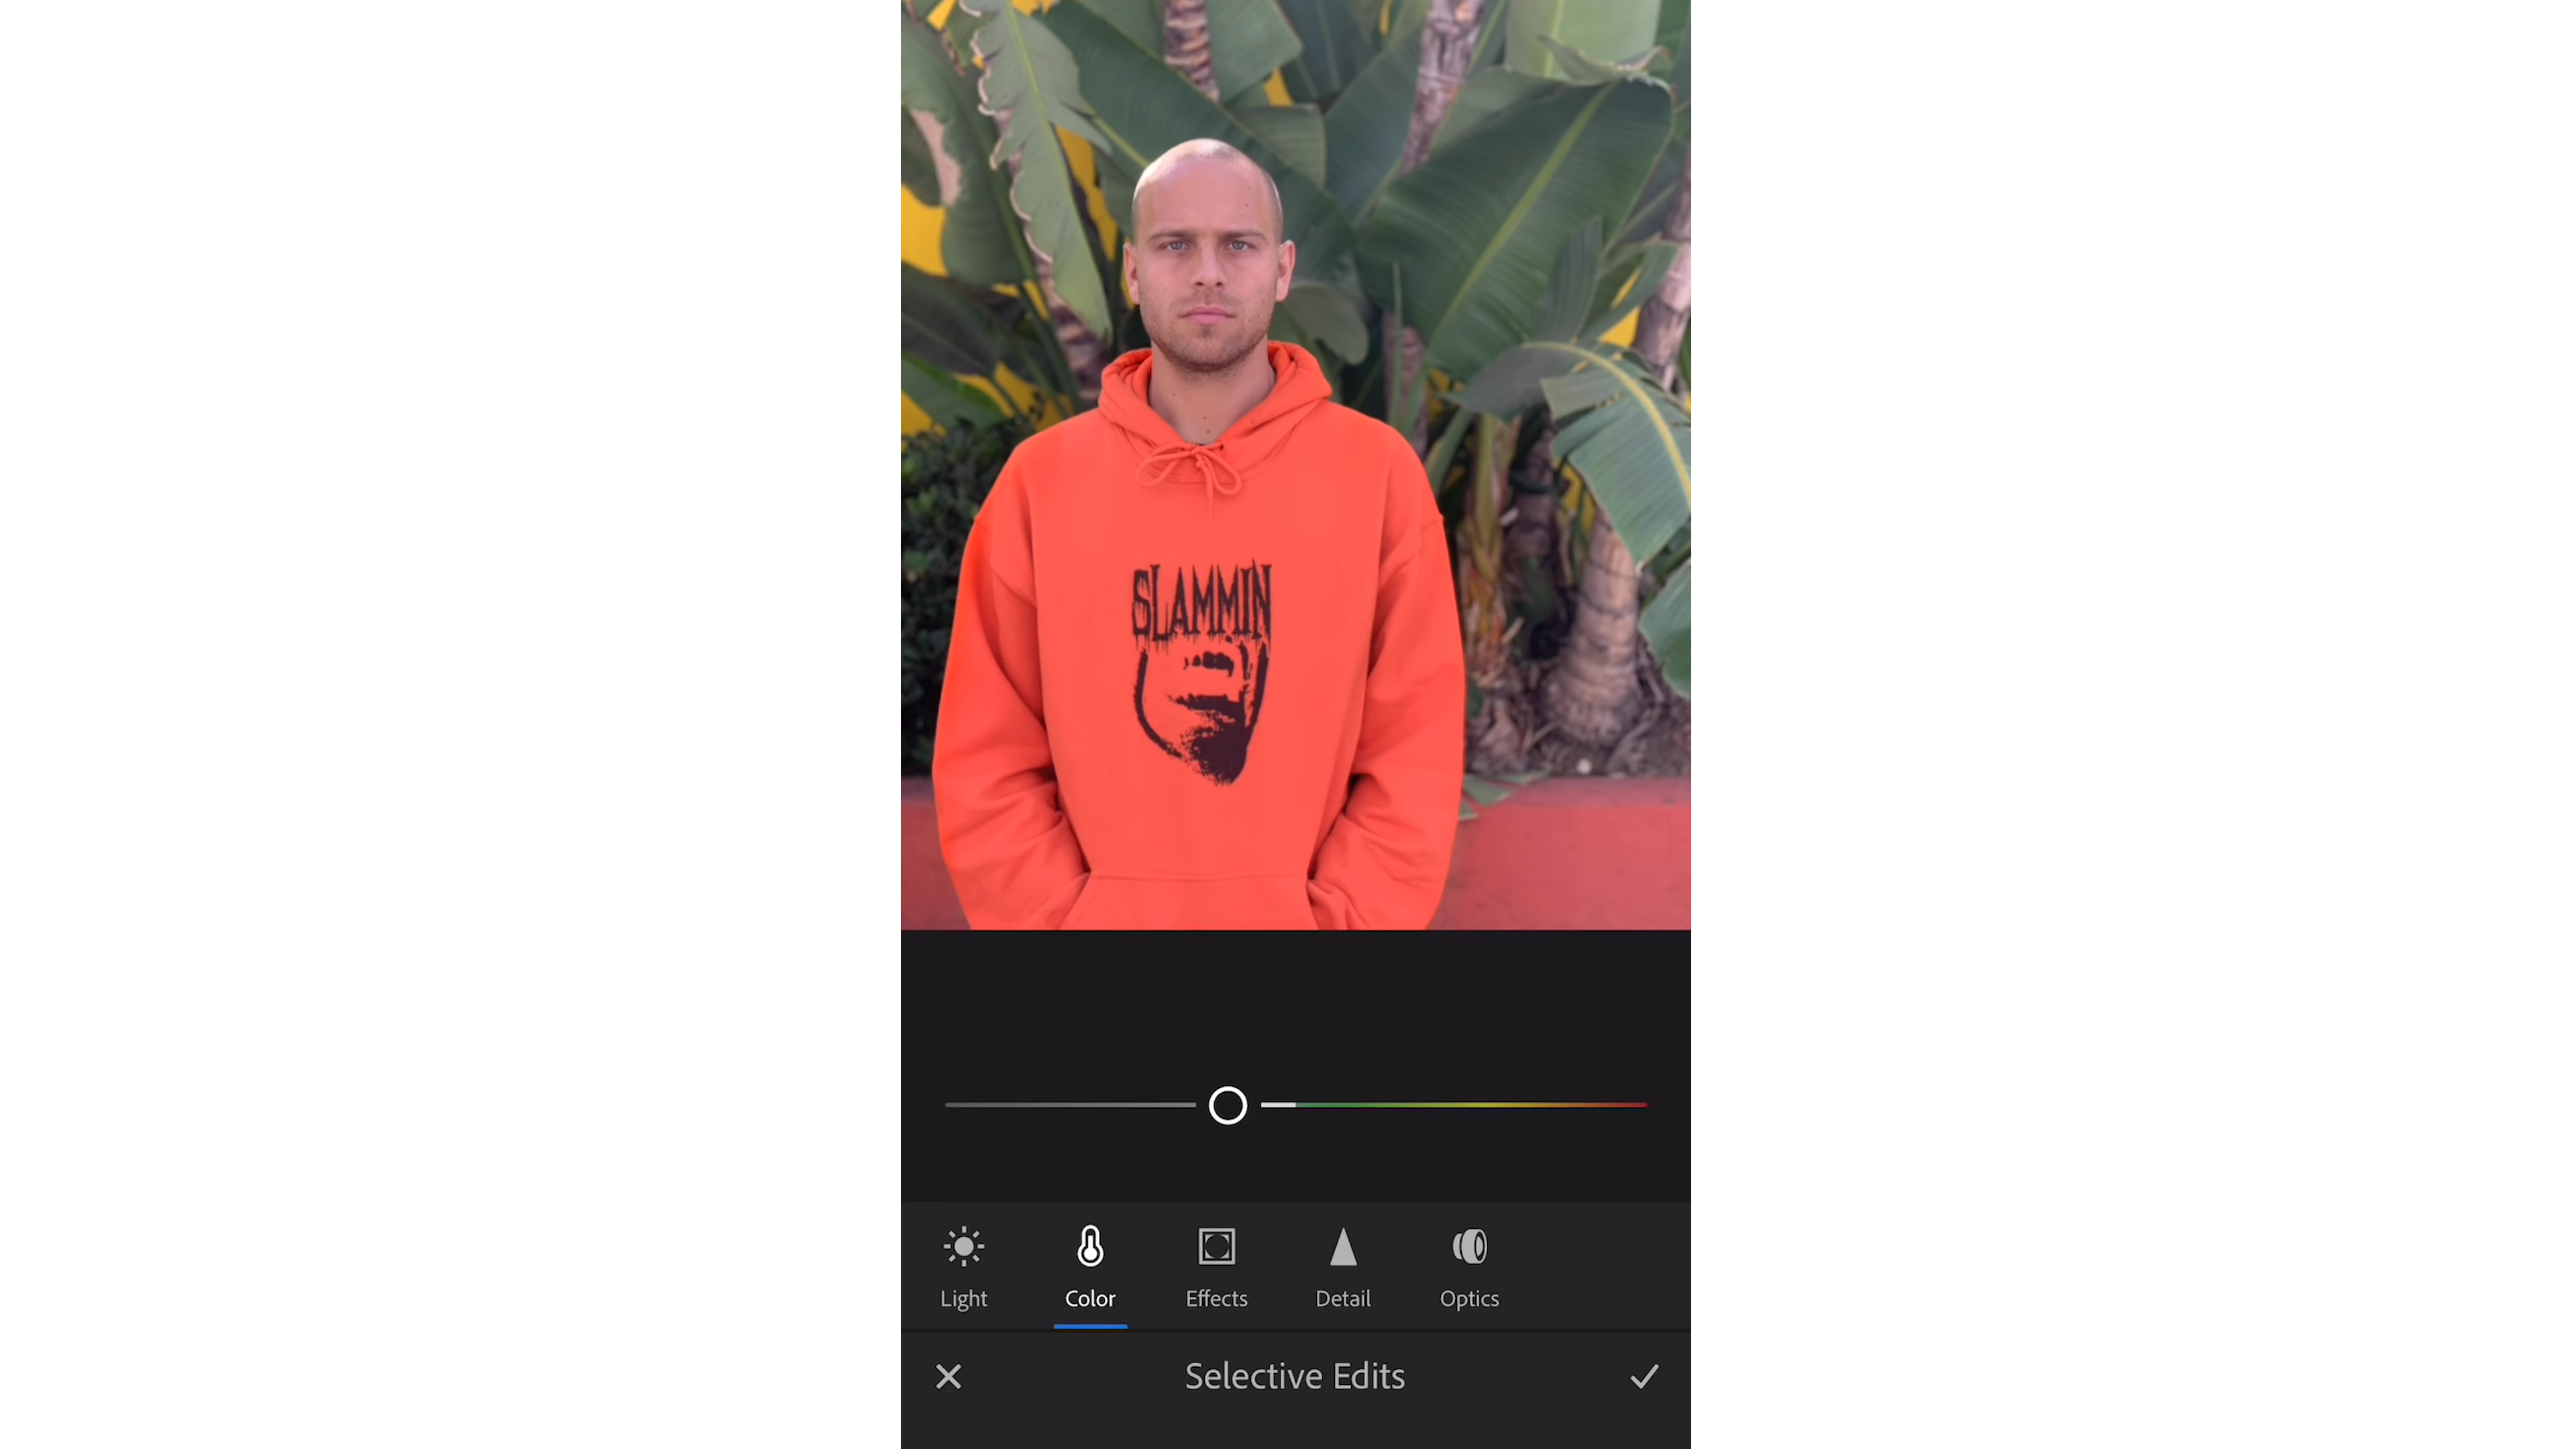 SLAMMIN
Light
Color
Effects
Detail
Optics
Selective Edits